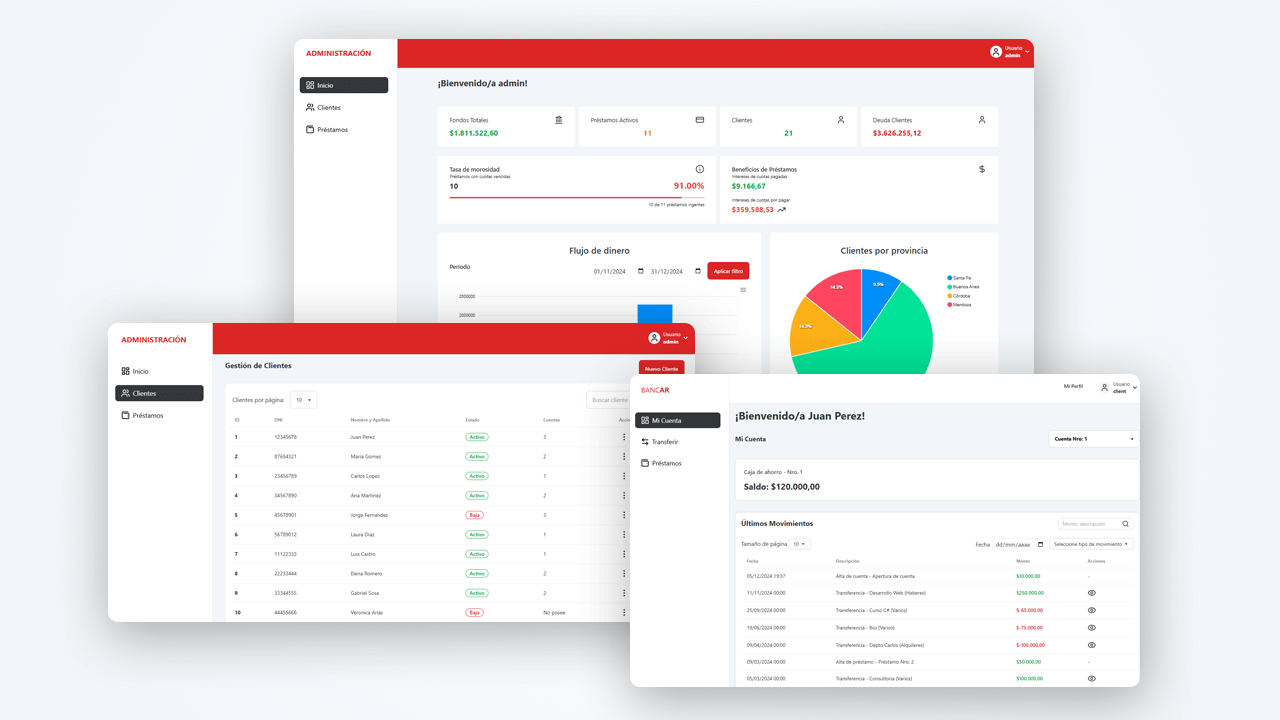 ADMINISTRACIÓN
Usuario
admin
Inicio
Clientes
Préstamos
¡Bienvenido/a admin!
Fondos Totales
$1.811.522,60
Préstamos Activos
11
Clientes
21
Deuda Clientes
$3.626.255,12
Tasa de morosidad
Préstamos con cuotas vencidas
10
91.00%
10 de 11 préstamos vigentes
Beneficios de Préstamos
Intereses de cuotas pagadas
$9.166,67
Intereses de cuotas por pagar
$359.588,53
Flujo de dinero
Período
01/11/2024
31/12/2024
Aplicar filtro
2500000
2000000
Clientes por provincia
9.5%
14.3%
14.3%
Santa Fe
Buenos Aires
Córdoba
Mendoza
ADMINISTRACIÓN
Usuario
admin
Inicio
Clientes
Préstamos
Gestión de Clientes
Nuevo Cliente
Clientes por página: 10
Buscar cliente
ID DNI Nombre y Apellido Estado Cuentas
1 12345678 Juan Perez Activo 3
2 87654321 Maria Gomez Activo 2
3 23456789 Carlos Lopez Activo 1
4 34567890 Ana Martinez Activo 2
5 45678901 Jorge Fernandez Baja 3
6 56789012 Laura Diaz Activo 1
7 11122333 Luis Castro Activo 1
8 22233444 Elena Romero Activo 2
9 33344555 Gabriel Sosa Activo 2
10 44455666 Veronica Arias Baja No posee
BANCAR
Mi Perfil
Usuario
client
Mi Cuenta
Transferir
Préstamos
¡Bienvenido/a Juan Perez!
Mi Cuenta
Cuenta Nro: 1
Caja de ahorro - Nro. 1
Saldo: $120.000,00
Últimos Movimientos
Monto, descripción
Tamaño de página 10
Fecha dd/mm/aaaa
Seleccione tipo de movimiento
Fecha Descripción Monto Acciones
05/12/2024 19:37 Alta de cuenta - Apertura de cuenta $10.000,00 -
11/11/2024 00:00 Transferencia - Desarrollo Web (Haberes) $250.000,00
25/09/2024 00:00 Transferencia - Curso C# (Varios) $-65.000,00
19/06/2024 00:00 Transferencia - Bici (Varios) $-75.000,00
09/04/2024 00:00 Transferencia - Depto Carlos (Alquileres) $-100.000,00
09/03/2024 00:00 Alta de préstamo - Préstamo Nro. 2 $50.000,00 -
05/03/2024 00:00 Transferencia - Consultoria (Varios) $100.000,00